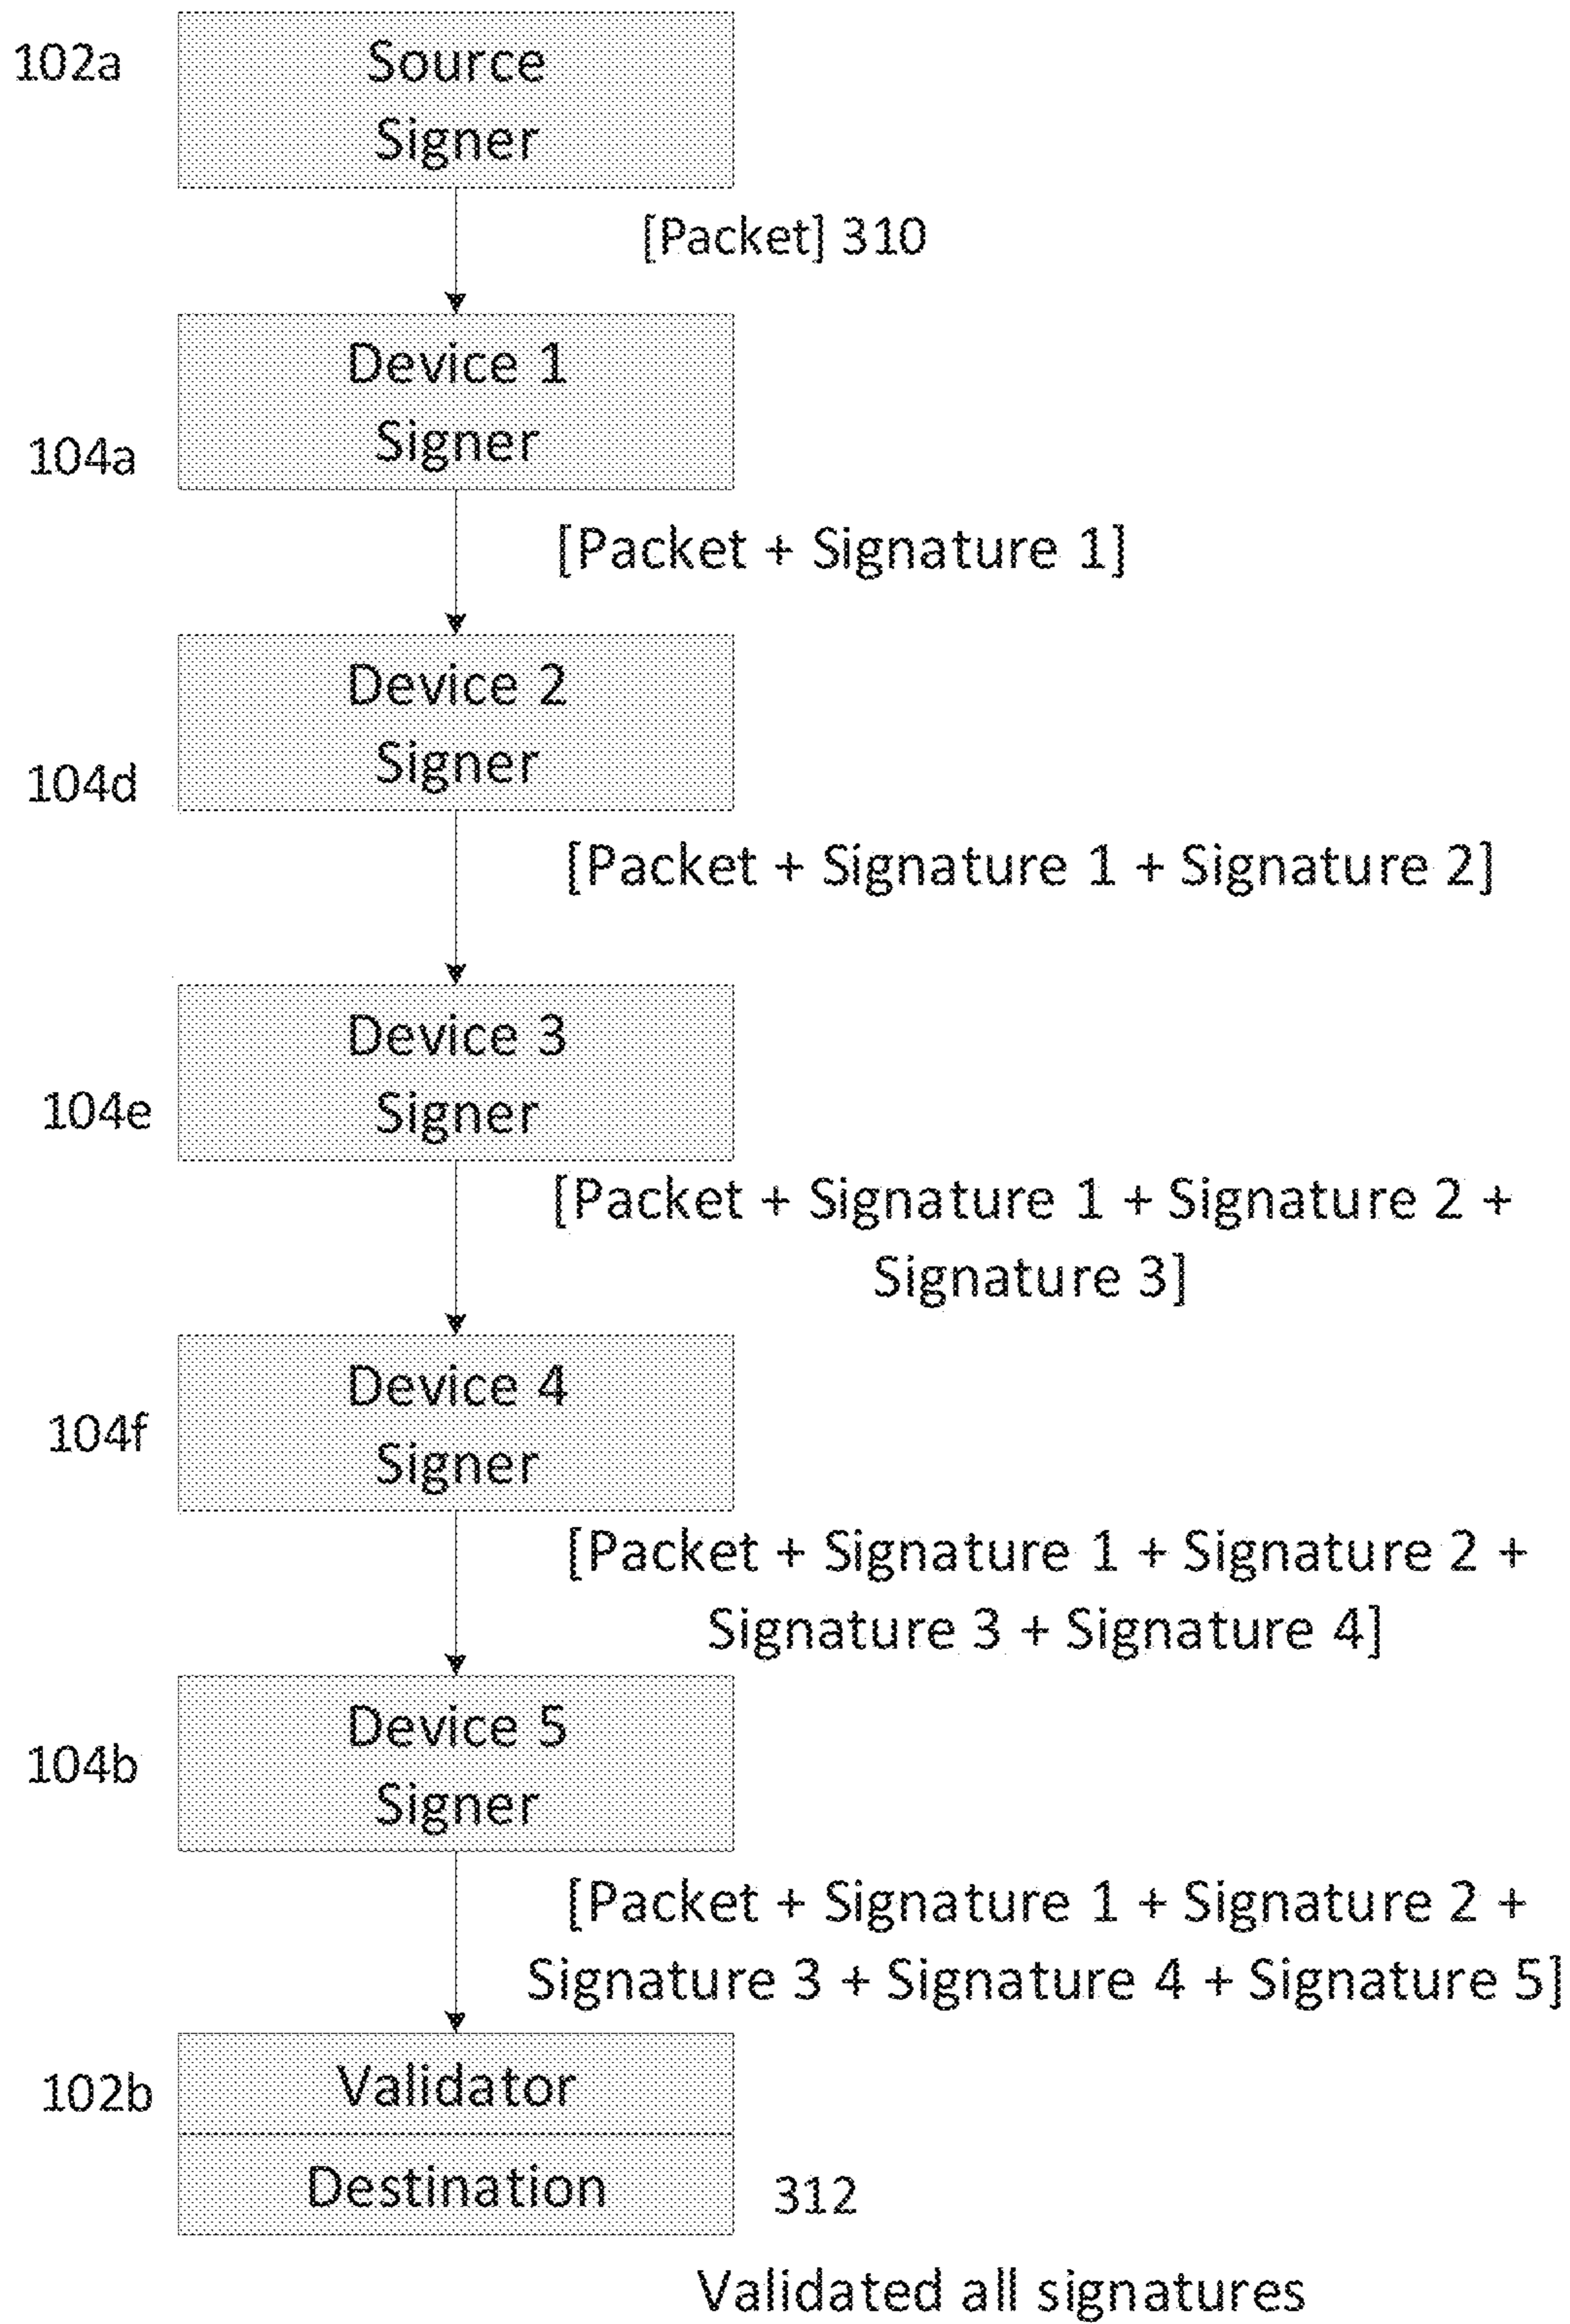 102a
Source
Signer
[Packet] 310
Device 1
Signer
104a
[Packet + Signature 1]
Device 2
Signer
104d
[Packet + Signature 1 + Signature 2]
Device 3
Signer
104e
[Packet + Signature 1 + Signature 2 +
Signature 3]
Device 4
Signer
104f
[Packet + Signature 1 + Signature 2 +
Signature 3 + Signature 4]
Device 5
Signer
104b
[Packet + Signature 1 + Signature 2 +
Signature 3 + Signature 4 + Signature 5]
102b
Validator
Destination
312
Validated all signatures